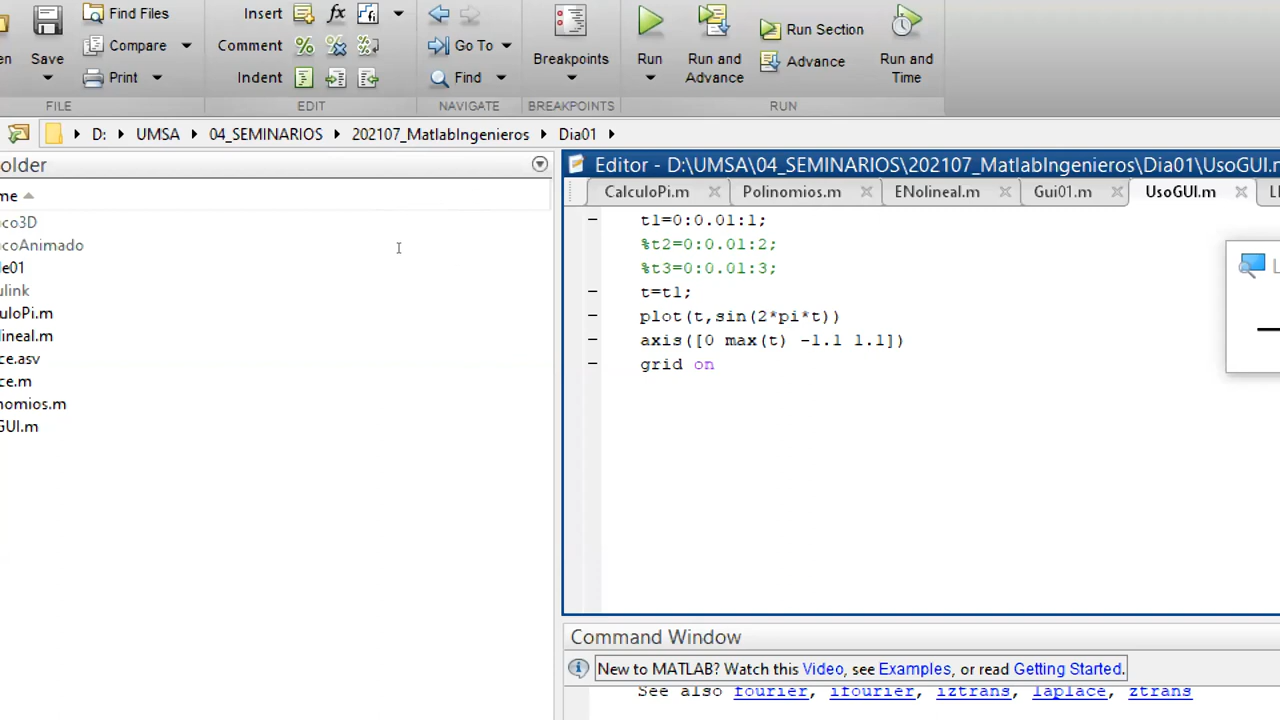 Insert
Find Files
Save
Compare
Print
Comment
Indent
Go To
Find
Breakpoints
Run
Run and Advance
Run Section
Advance
Run and Time
FILE
EDIT
NAVIGATE
BREAKPOINTS
RUN
D: UMSA 04_SEMINARIOS 202107_MatlabIngenieros Dia01
Editor - D:\UMSA\04_SEMINARIOS\202107_MatlabIngenieros\Dia01\UsoGUI.m
CalculoPi.m
Polinomios.m
ENolineal.m
Gui01.m
UsoGUI.m
t1=0:0.01:1;
%t2=0:0.01:2;
%t3=0:0.01:3;
t=t1;
plot(t,sin(2*pi*t))
axis([0 max(t) -1.1 1.1])
grid on
older
me
co3D
coAnimado
le01
ulink
uloPi.m
lineal.m
ce.asv
ce.m
nomios.m
GUI.m
Command Window
New to MATLAB? Watch this Video, see Examples, or read Getting Started.
See also fourier, ifourier, iztrans, laplace, ztrans